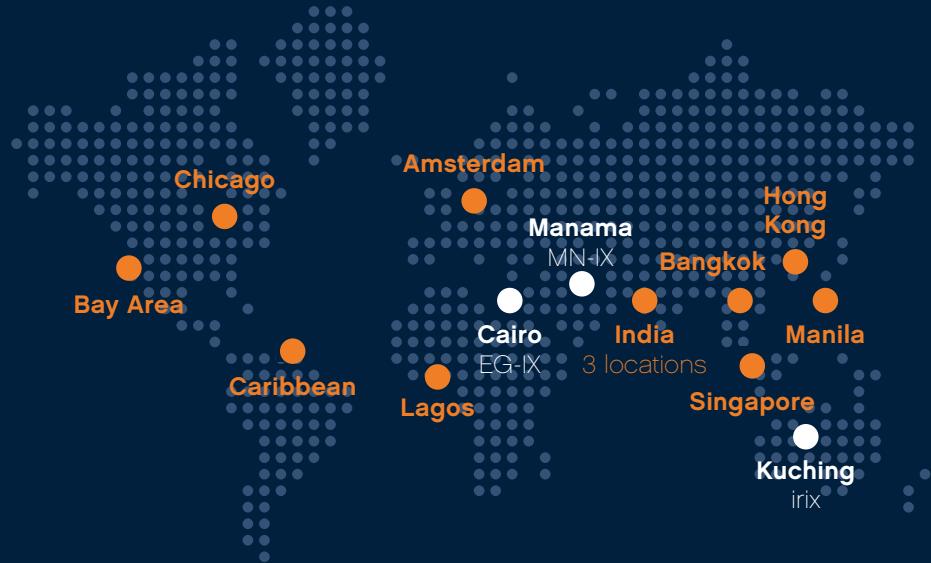 Chicago
Amsterdam
Hong
Kong
Manama
MN-IX
Bangkok
Bay Area
Cairo
EG-IX
India
3 locations
Manila
Caribbean
Lagos
Singapore
Kuching
irix